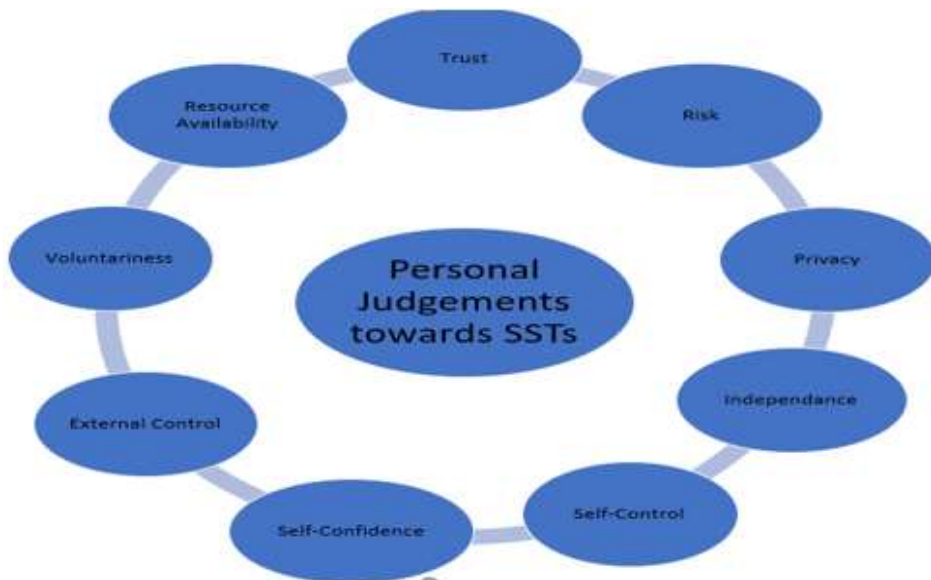 Trust
Risk
Privacy
Independance
Self-Control
Self-Confidence
External Control
Voluntariness
Resource
Availability
Personal
Judgements
towards SSTs